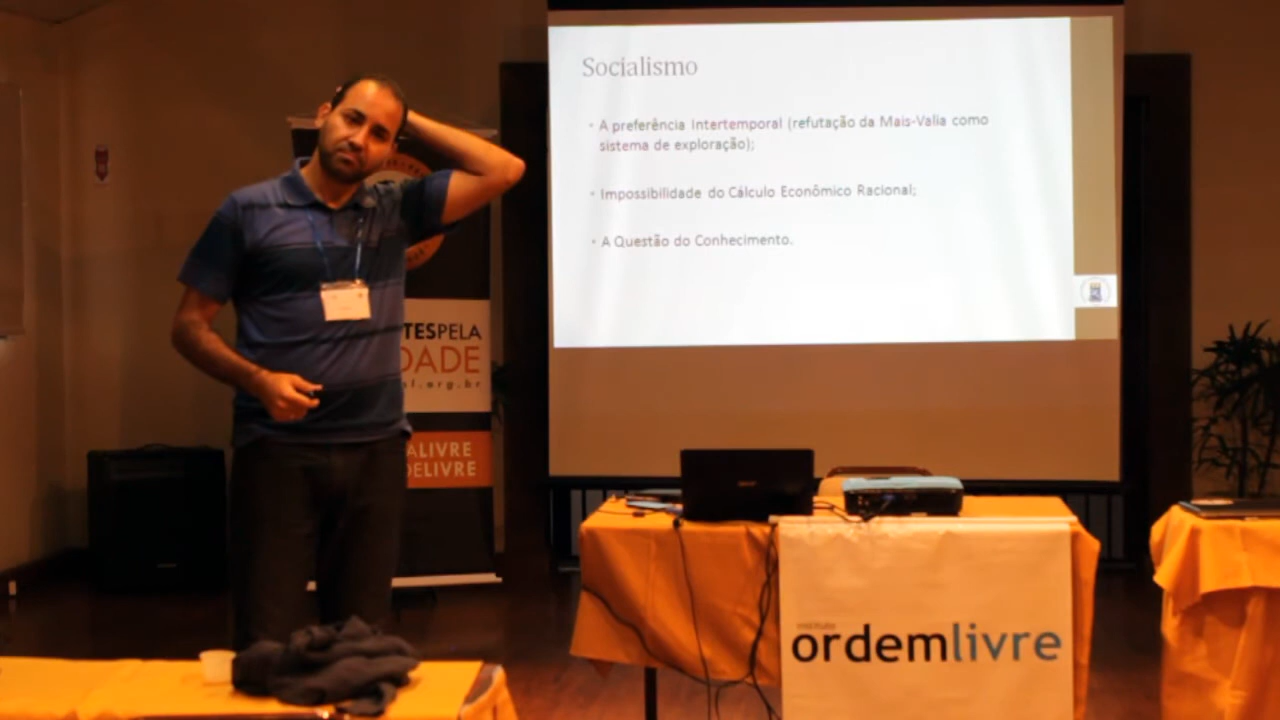 Socialismo
• A preferência Intertemporal (refutação da Mais-Valia como
sistema de exploração);
• Impossibilidade do Cálculo Econômico Racional;
• A Questão do Conhecimento.
TESPELA
DADE
sl.org.br
ALIVRE
DELIVRE
instituto
ordemlivre